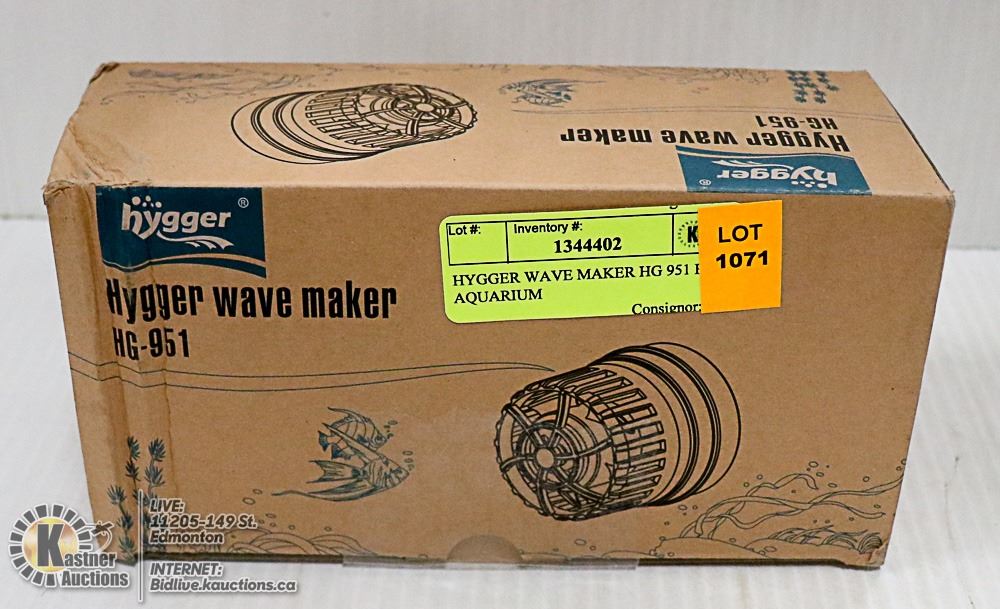 Hygger wave maker
HG-951
hygger®
hygger®
Hygger wave maker
HG-951
Lot #:
Inventory #:
1344402
K
HYGGER WAVE MAKER HG 951
AQUARIUM
Consignor:
LOT
1071
Kastner
Auctions
LIVE:
11205-149 St.
Edmonton
INTERNET:
Bidlive.kauctions.ca